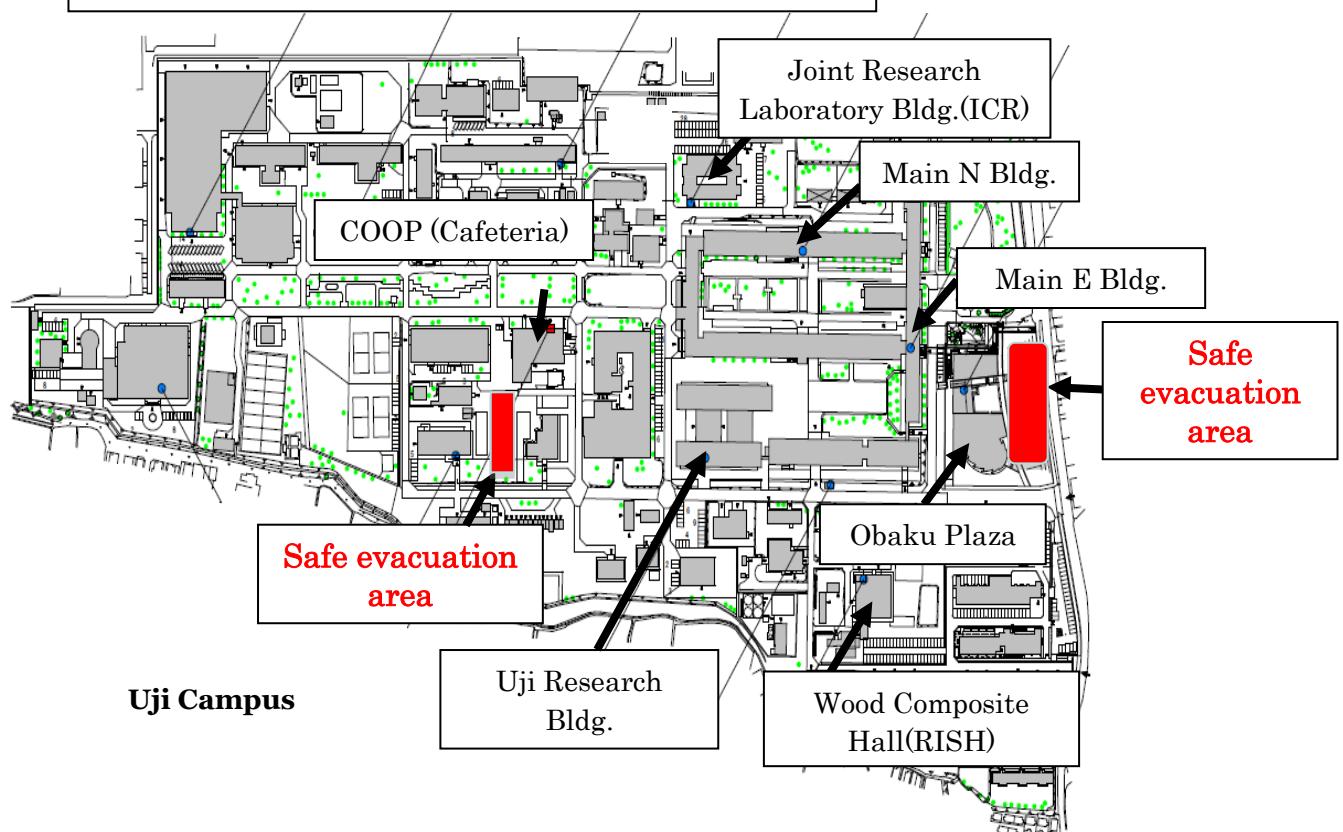 Joint Research
Laboratory Bldg.(ICR)
Main N Bldg.
COOP (Cafeteria)
Main E Bldg.
Safe
evacuation
area
Obaku Plaza
Safe evacuation
area
Uji Research
Bldg.
Uji Campus
Wood Composite
Hall(RISH)